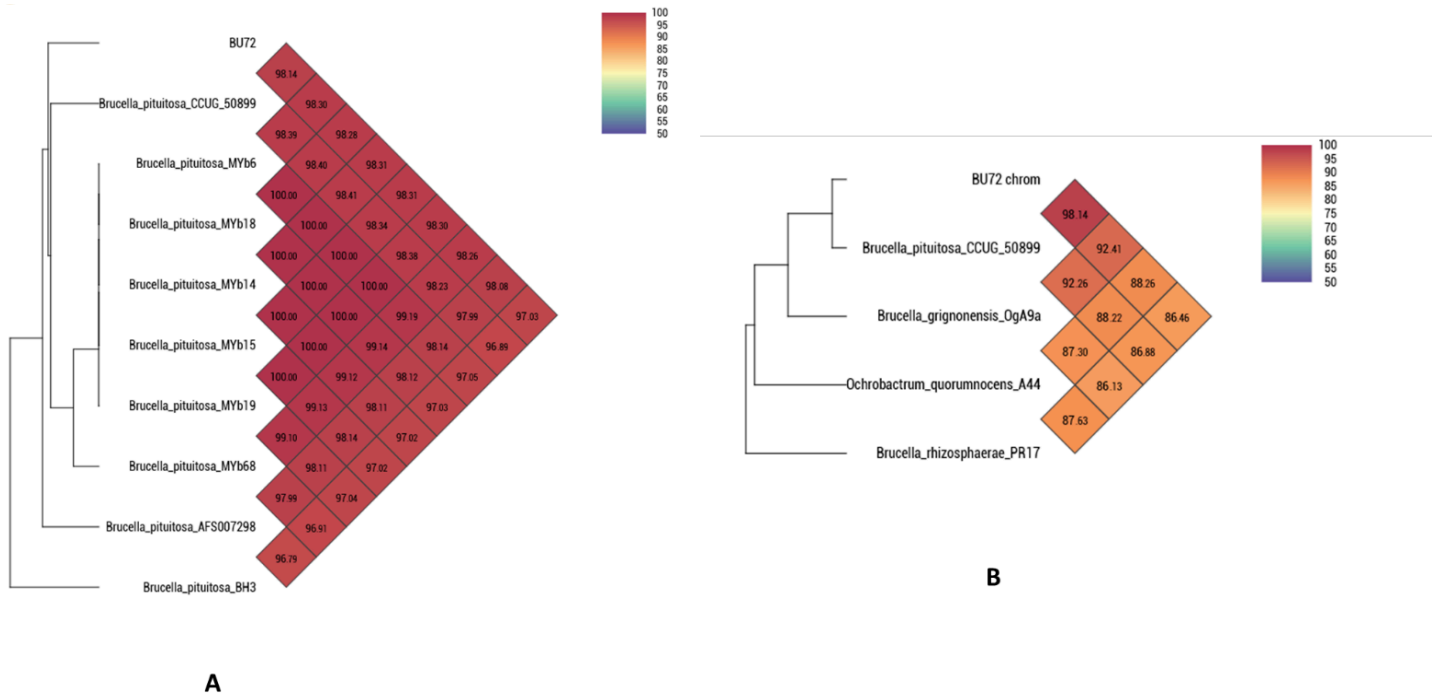 100
95
90
85
80
75
70
65
60
55
50
BU72
98.14
Brucella_pituitosa_CCUG_50899 98.30
98.39 98.28
Brucella_pituitosa_MYb6 98.40 98.31
100.00 98.41 98.31
Brucella_pituitosa_MYb18 100.00 98.34 98.30
100.00 100.00 98.38 98.26
Brucella_pituitosa_MYb14 100.00 100.00 98.23 98.08
100.00 100.00 99.19 97.99 97.03
Brucella_pituitosa_MYb15 100.00 99.14 98.14 96.89
100.00 99.12 98.12 97.05
Brucella_pituitosa_MYb19 99.13 98.11 97.03
99.10 98.14 97.02
Brucella_pituitosa_MYb68 98.11 97.02
97.99 97.04
Brucella_pituitosa_AFS007298 96.91
96.79
Brucella_pituitosa_BH3
A
100
95
90
85
80
75
70
65
60
55
50
BU72 chrom
98.14
Brucella_pituitosa_CCUG_50899 92.41
92.26 88.26
Brucella_grignonensis_OgA9a 88.22 86.46
87.30 86.88
Ochrobactrum_quorumnocens_A44 86.13
87.63
Brucella_rhizosphaerae_PR17
B